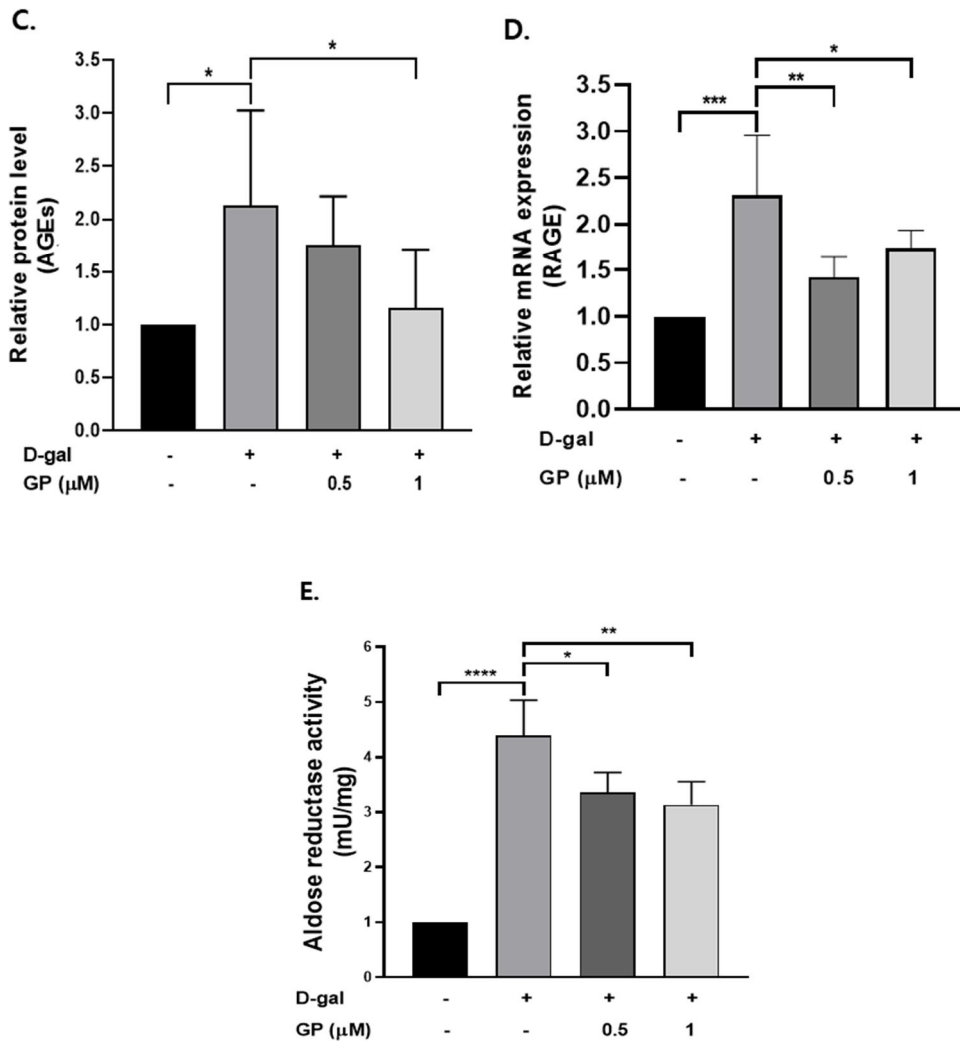 C.
Relative protein level
(AGEs)
3.5
3.0
2.5
2.0
1.5
1.0
0.5
0.0
*
*
D-gal - + + +
GP (μM) - - 0.5 1
D.
Relative mRNA expression
(RAGE)
3.5
3.0
2.5
2.0
1.5
1.0
0.5
0.0
***
**
*
D-gal - + + +
GP (μM) - - 0.5 1
E.
Aldose reductase activity
(mU/mg)
6
5
4
3
2
1
0
****
*
**
D-gal - + + +
GP (μM) - - 0.5 1